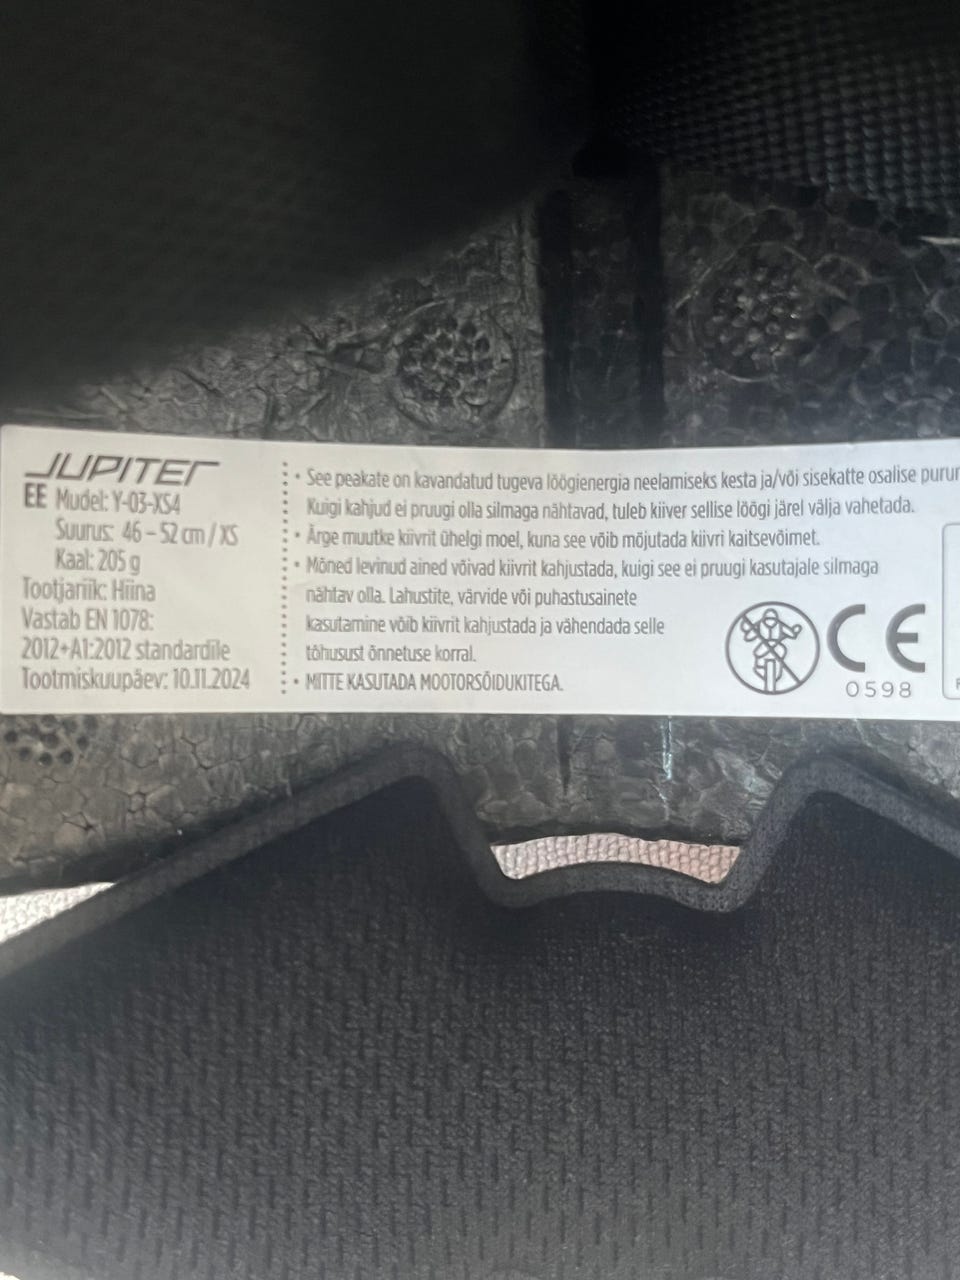 JUPITER
EE Mudel: Y-03-XS4
Suurus: 46 – 52 cm / XS
Kaal: 205 g
Tootjariik: Hiina
Vastab EN 1078:
2012+A1:2012 standardile
Tootmiskuupäev: 10.11.2024
• See peakate on kavandatud tugeva löögienergia neelamiseks kesta ja/või sisekatte osalise
Kuigi kahjud ei pruugi olla silmaga nähtavad, tuleb kiiver sellise löögi järel välja vahetada.
• Ärge muutke kiivrit ühelgi moel, kuna see võib mõjutada kiivri kaitsevõimet.
• Mõned levinud ained võivad kiivrit kahjustada, kuigi see ei pruugi kasutajale silmaga
nähtav olla. Lahustite, värvide või puhastusainete
kasutamine võib kiivrit kahjustada ja vähendada selle
tõhusust õnnetuse korral.
• MITTE KASUTADA MOOTORSÕIDUKITEGA.
CE
0598